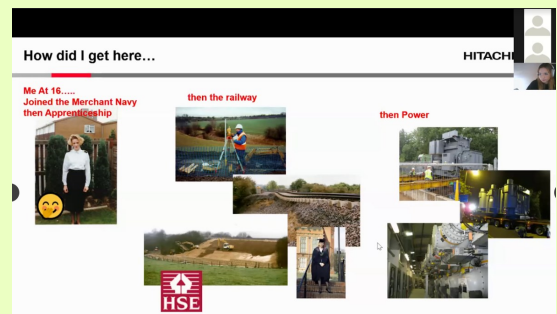 How did I get here…
HITACHI
Me At 16…..
Joined the Merchant Navy
then Apprenticeship
then the railway
then Power
HSE